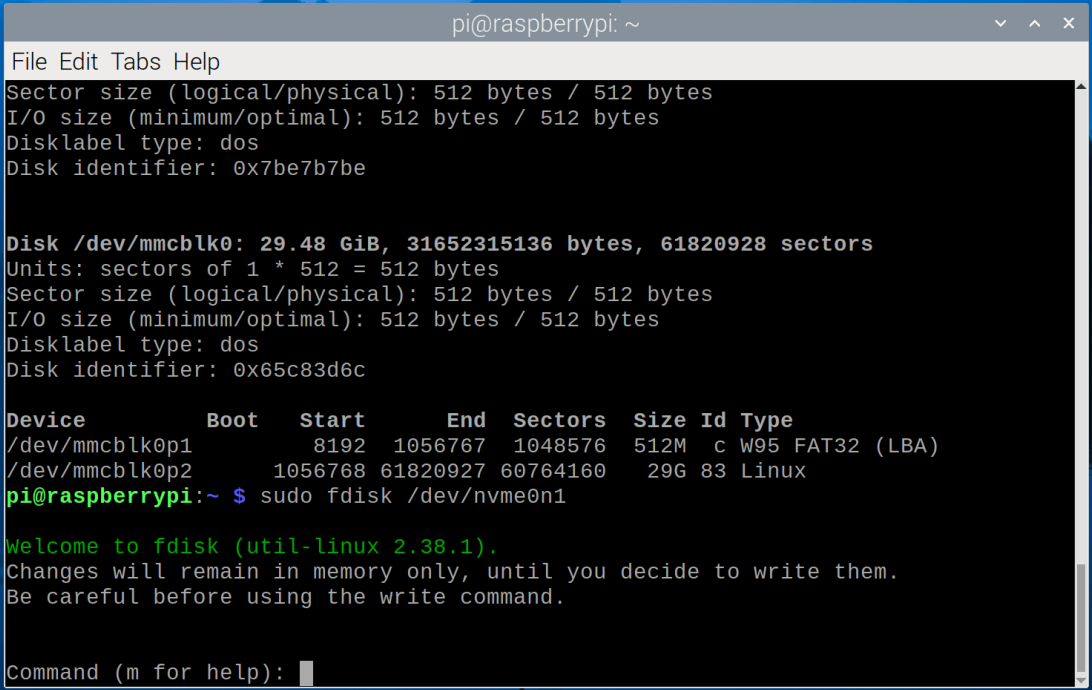 pi@raspberrypi: ~
File Edit Tabs Help
Sector size (logical/physical): 512 bytes / 512 bytes
I/O size (minimum/optimal): 512 bytes / 512 bytes
Disklabel type: dos
Disk identifier: 0x7be7b7be
Disk /dev/mmcblk0: 29.48 GiB, 31652315136 bytes, 61820928 sectors
Units: sectors of 1 * 512 = 512 bytes
Sector size (logical/physical): 512 bytes / 512 bytes
I/O size (minimum/optimal): 512 bytes / 512 bytes
Disklabel type: dos
Disk identifier: 0x65c83d6c
Device         Boot   Start      End  Sectors  Size Id Type
/dev/mmcblk0p1         8192  1056767  1048576  512M  c W95 FAT32 (LBA)
/dev/mmcblk0p2      1056768 61820927 60764160   29G 83 Linux
pi@raspberrypi:~ $ sudo fdisk /dev/nvme0n1
Welcome to fdisk (util-linux 2.38.1).
Changes will remain in memory only, until you decide to write them.
Be careful before using the write command.
Command (m for help):